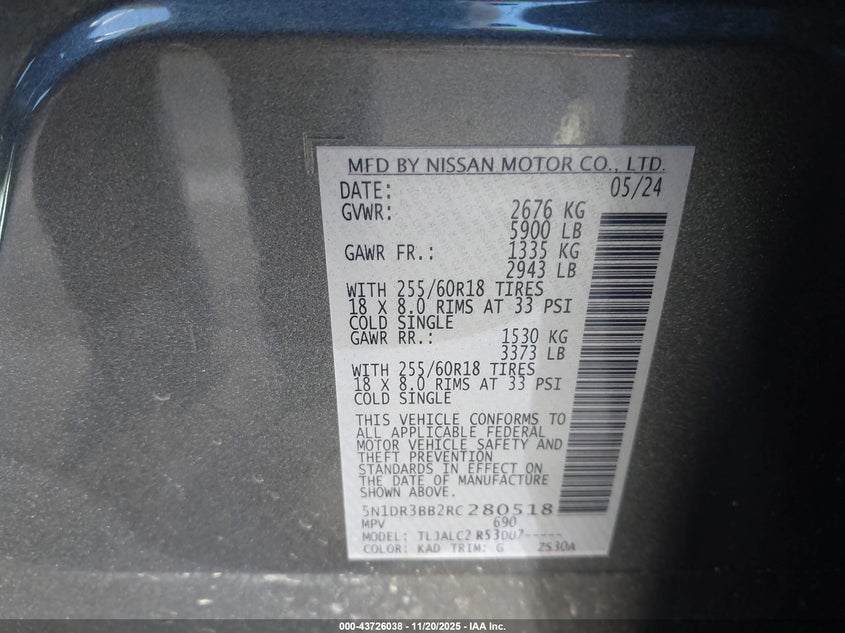 MFD BY NISSAN MOTOR CO., LTD.
DATE: 05/24
GVWR: 2676 KG
5900 LB
GAWR FR.: 1335 KG
2943 LB
WITH 255/60R18 TIRES
18 X 8.0 RIMS AT 33 PSI
COLD SINGLE
GAWR RR.: 1530 KG
3373 LB
WITH 255/60R18 TIRES
18 X 8.0 RIMS AT 33 PSI
COLD SINGLE
THIS VEHICLE CONFORMS TO
ALL APPLICABLE FEDERAL
MOTOR VEHICLE SAFETY AND
THEFT PREVENTION
STANDARDS IN EFFECT ON
THE DATE OF MANUFACTURE
SHOWN ABOVE.
5N1DR3BB2RC280518
MPV 690
MODEL: TLJALC2 R53DU7-----
COLOR: KAD TRIM: G ZS30A
000-43726038 - 11/20/2025 - IAA Inc.